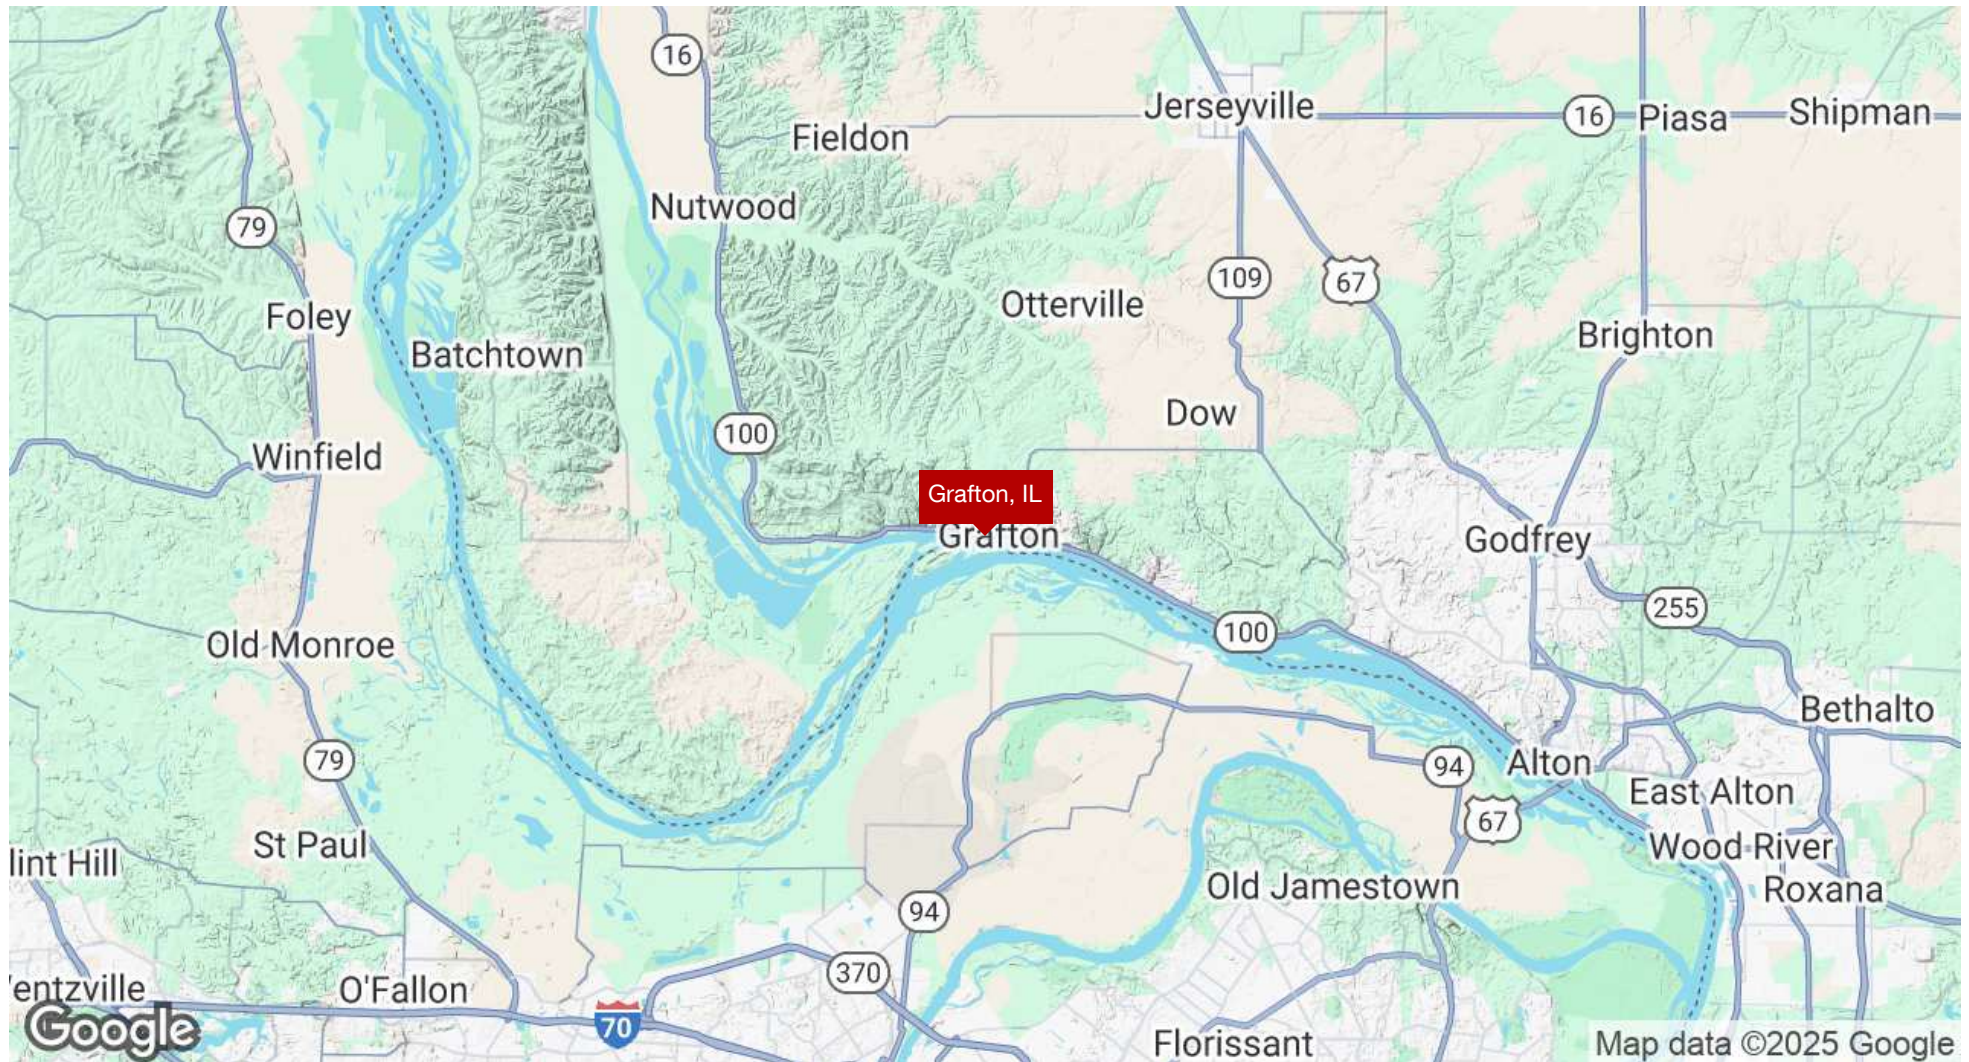 16
Jerseyville
16
Piasa
Shipman
Fieldon
Nutwood
79
109
67
Otterville
Foley
Brighton
Batchtown
Dow
100
Winfield
Grafton, IL
Grafton
Godfrey
255
100
Old Monroe
Bethalto
79
94
Alton
East Alton
67
St Paul
Wood River
lint Hill
Old Jamestown
Roxana
94
370
entzville
O'Fallon
70
Google
Florissant
Map data ©2025 Google